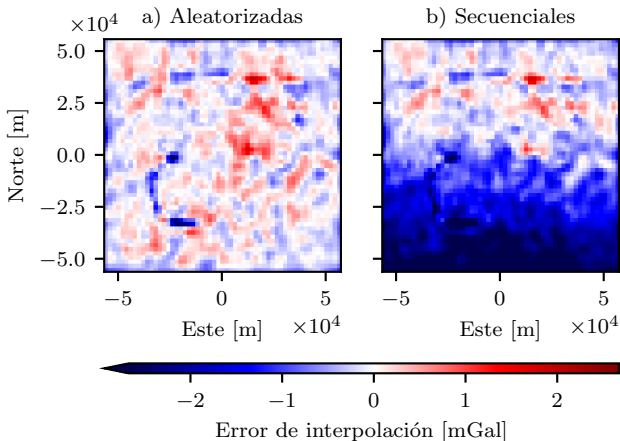 a) Aleatorizadas
b) Secuenciales
×10⁴
5.0
2.5
0.0
−2.5
−5.0
Norte [m]
−5 0 5
−5 0 5
Este [m] ×10⁴
Este [m] ×10⁴
−2 −1 0 1 2
Error de interpolación [mGal]